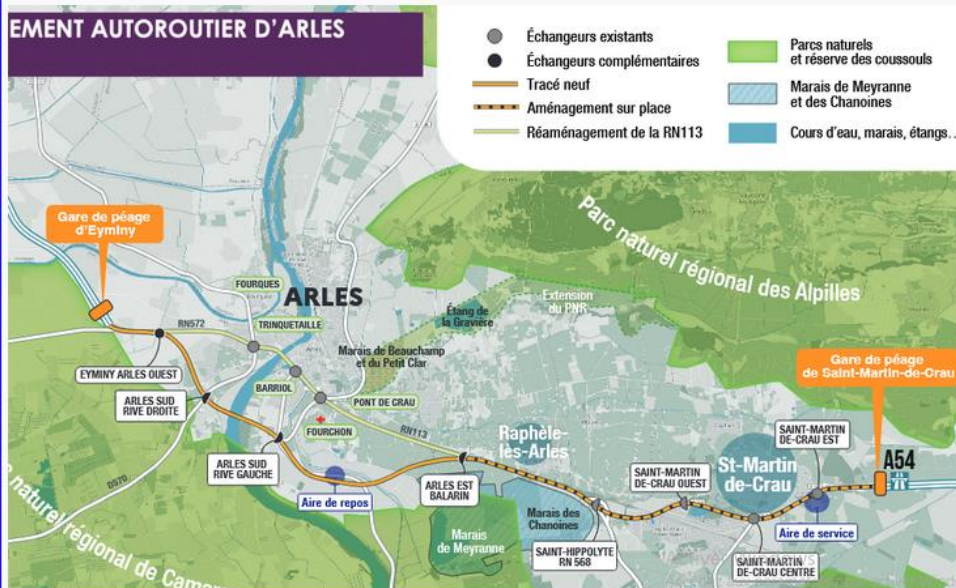 EMENT AUTOROUTIER D'ARLES
Échangeurs existants
Échangeurs complémentaires
Tracé neuf
Aménagement sur place
Réaménagement de la RN113
Parcs naturels
et réserve des coussouls
Marais de Meyranne
et des Chanoines
Cours d'eau, marais, étangs…
Gare de péage
d'Eyminy
Parc naturel régional des Alpilles
FOURQUES
ARLES
Étang de
la Gravière
Extension
du PNR
RN572
TRINQUETAILLE
Marais de Beauchamp
et du Petit Clar
Gare de péage
de Saint-Martin-de-Crau
EYMINY ARLES OUEST
BARRIOL
PONT DE CRAU
ARLES SUD
RIVE DROITE
FOURCHON
RN113
Raphèle-
lès-Arles
SAINT-MARTIN
DE-CRAU EST
A54
ARLES SUD
RIVE GAUCHE
SAINT-MARTIN
DE-CRAU OUEST
St-Martin
de-Crau
D570
Aire de repos
ARLES EST
BALARIN
Marais des
Chanoines
Aire de service
Marais
de Meyranne
SAINT-HIPPOLYTE
RN 568
SAINT-MARTIN
DE-CRAU CENTRE
naturel régional de Camar